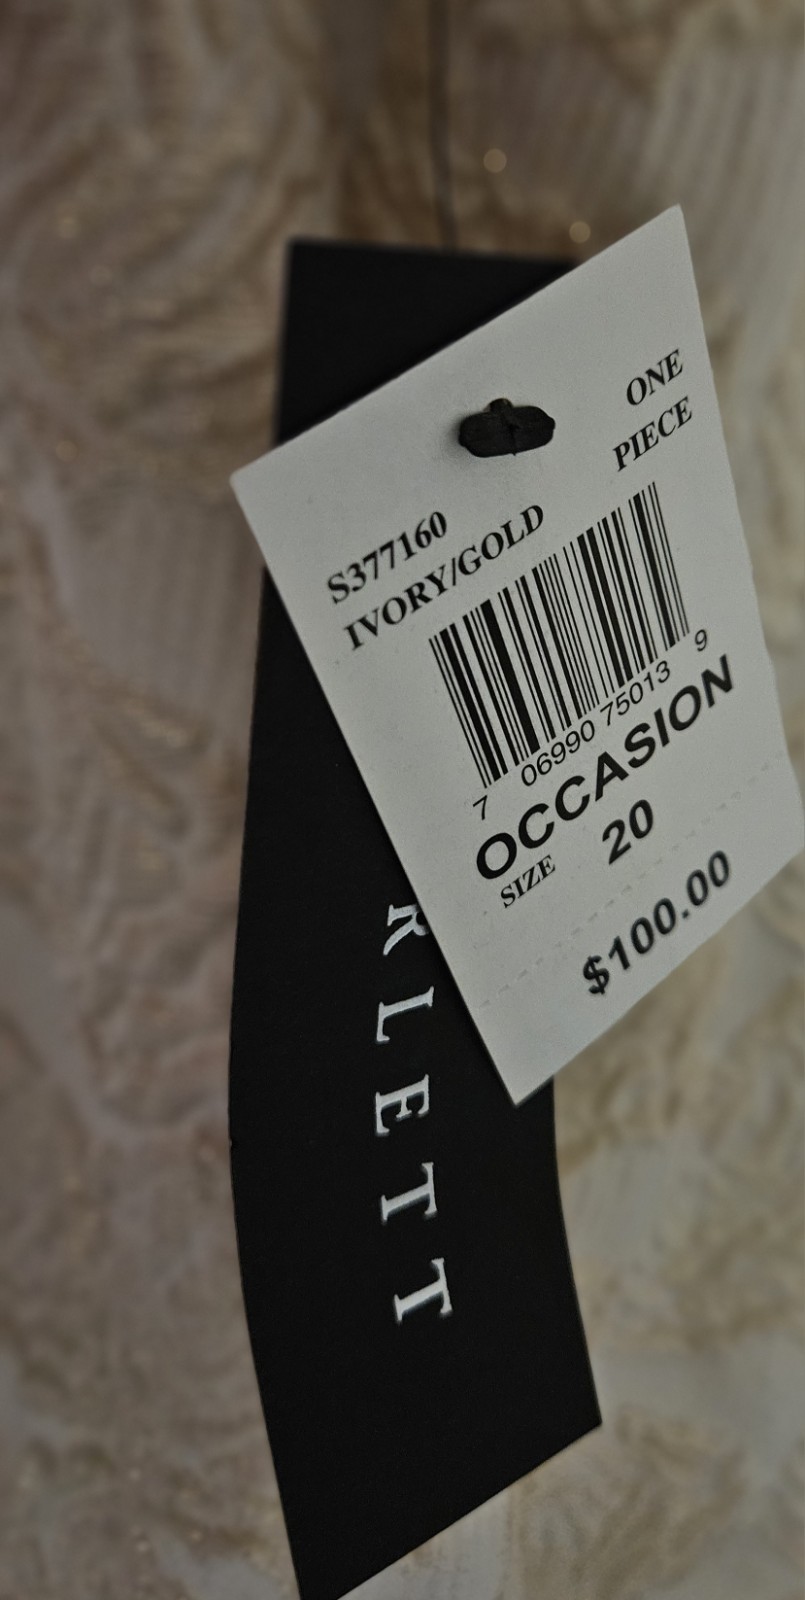 ONE
PIECE
S377160
IVORY/GOLD
7 06990 75013 9
OCCASION
SIZE 20
$100.00
RLETT